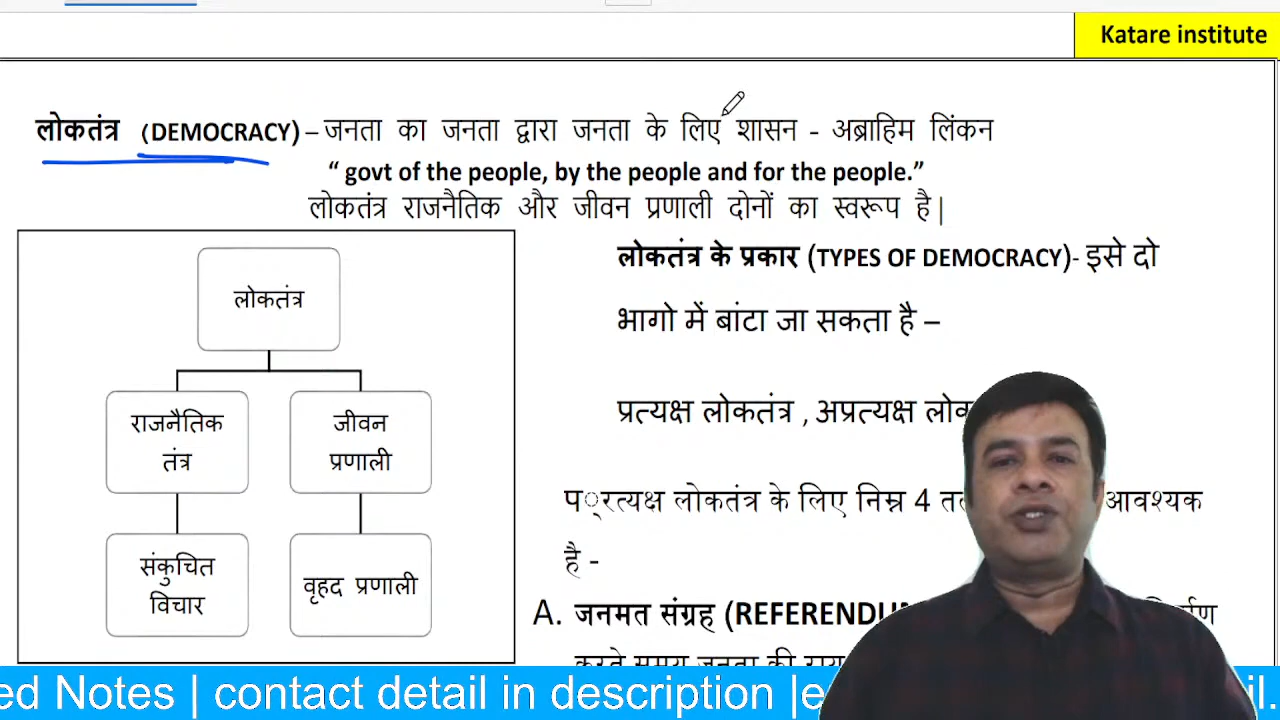 Katare institute
लोकतंत्र (DEMOCRACY) – जनता का जनता द्वारा जनता के लिए शासन - अब्राहिम लिंकन
“ govt of the people, by the people and for the people.”
लोकतंत्र राजनैतिक और जीवन प्रणाली दोनों का स्वरूप है|
लोकतंत्र
राजनैतिक
तंत्र
जीवन
प्रणाली
संकुचित
विचार
वृहद प्रणाली
लोकतंत्र के प्रकार (TYPES OF DEMOCRACY)- इसे दो
भागो में बांटा जा सकता है –
प्रत्यक्ष लोकतंत्र , अप्रत्यक्ष
प्रत्यक्ष लोकतंत्र के लिए निम्न 4 आवश्यक
है -
A. जनमत संग्रह
करते समय जनता की राय
ed Notes | contact detail in description |e